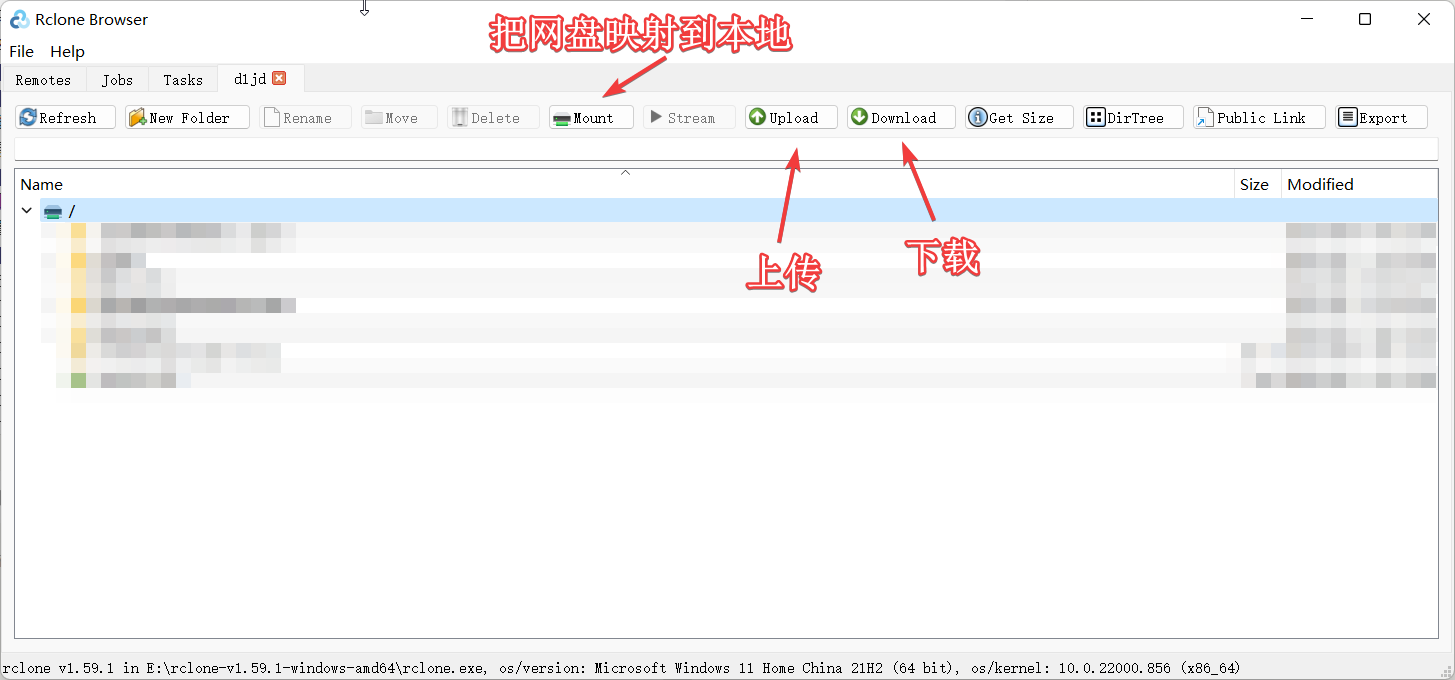 Rclone Browser
把网盘映射到本地
File Help
Remotes Jobs Tasks d1jd
Refresh New Folder Rename Move Delete Mount Stream Upload Download Get Size DirTree Public Link Export
Name Size Modified
/
上传 下载
rclone v1.59.1 in E:\rclone-v1.59.1-windows-amd64\rclone.exe, os/version: Microsoft Windows 11 Home China 21H2 (64 bit), os/kernel: 10.0.22000.856 (x86_64)